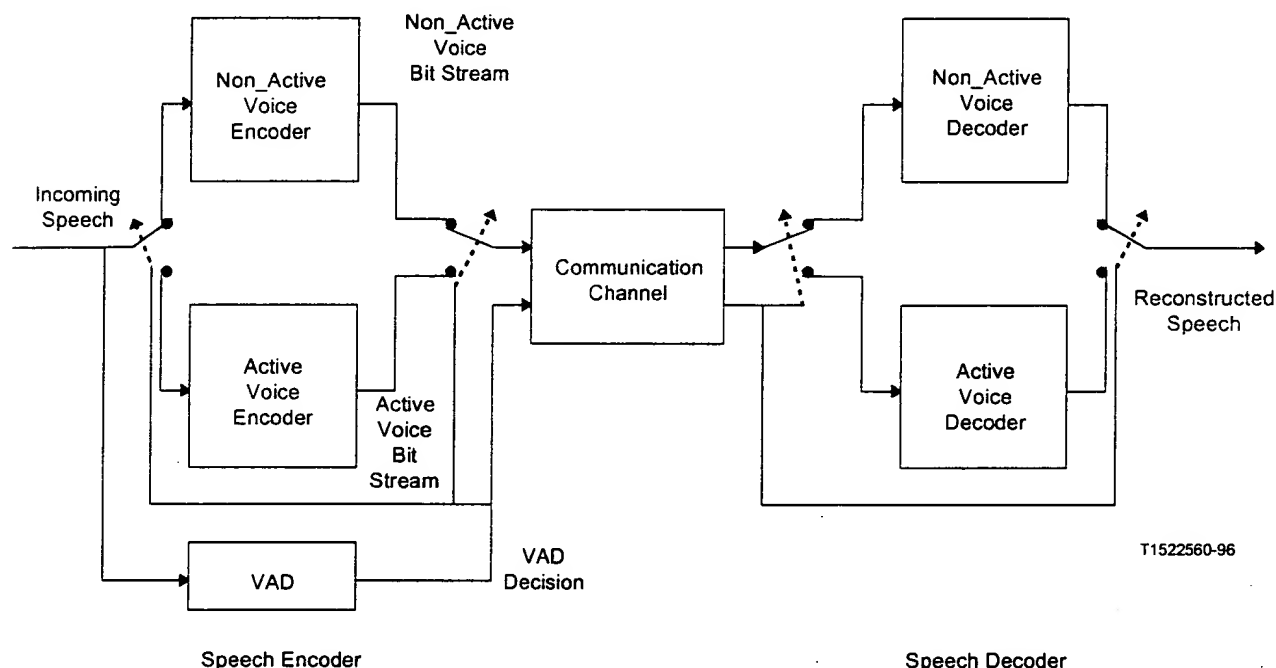 Non_Active
Voice
Bit Stream
Non_Active
Voice
Encoder
Non_Active
Voice
Decoder
Incoming
Speech
Communication
Channel
Reconstructed
Speech
Active
Voice
Encoder
Active
Voice
Bit
Stream
Active
Voice
Decoder
VAD
VAD
Decision
T1522560-96
Speech Encoder
Speech Decoder